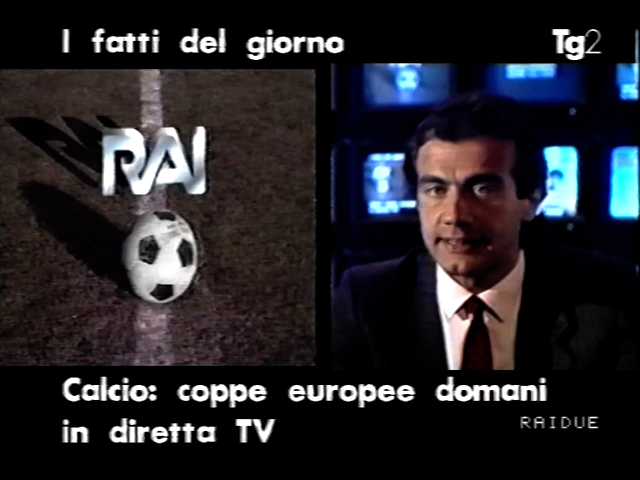 I fatti del giorno
Tg2
RAI
Calcio: coppe europee domani
in diretta TV
RAIDUE